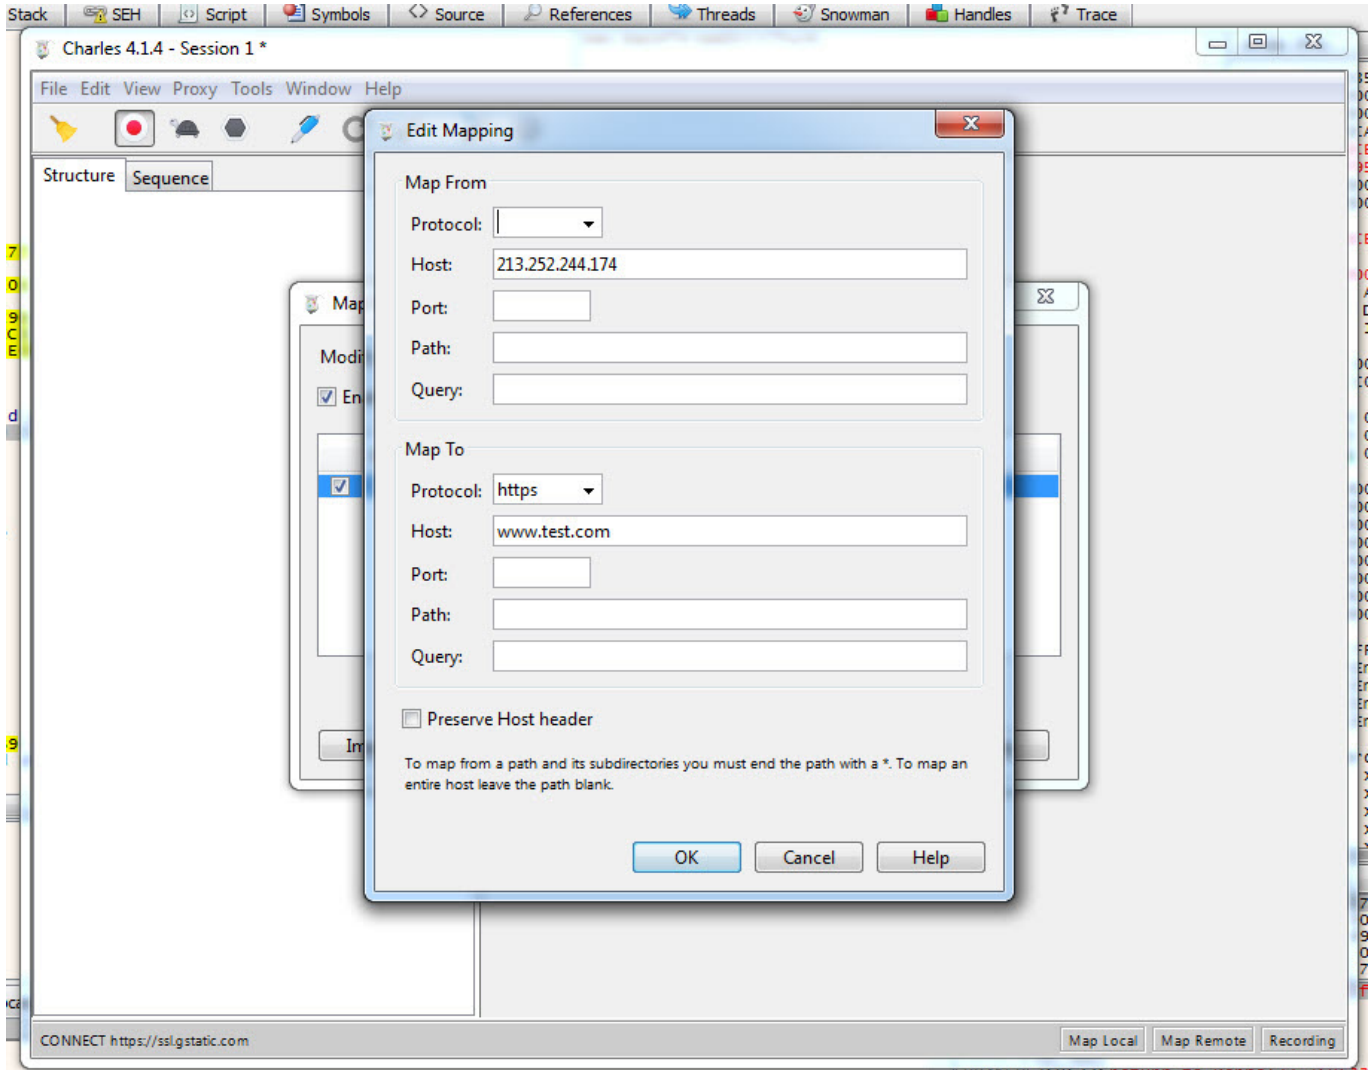 Stack SEH Script Symbols Source References Threads Snowman Handles Trace
Charles 4.1.4 - Session 1 *
File Edit View Proxy Tools Window Help
Edit Mapping
Structure Sequence
Map From
Protocol:
Host: 213.252.244.174
Port:
Path:
Query:
Map To
Protocol: https
Host: www.test.com
Port:
Path:
Query:
Preserve Host header
To map from a path and its subdirectories you must end the path with a *. To map an
entire host leave the path blank.
OK Cancel Help
CONNECT https://ssl.gstatic.com
Map Local Map Remote Recording